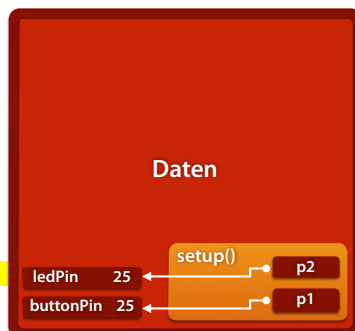 Daten
setup()
ledPin 25
p2
buttonPin 25
p1